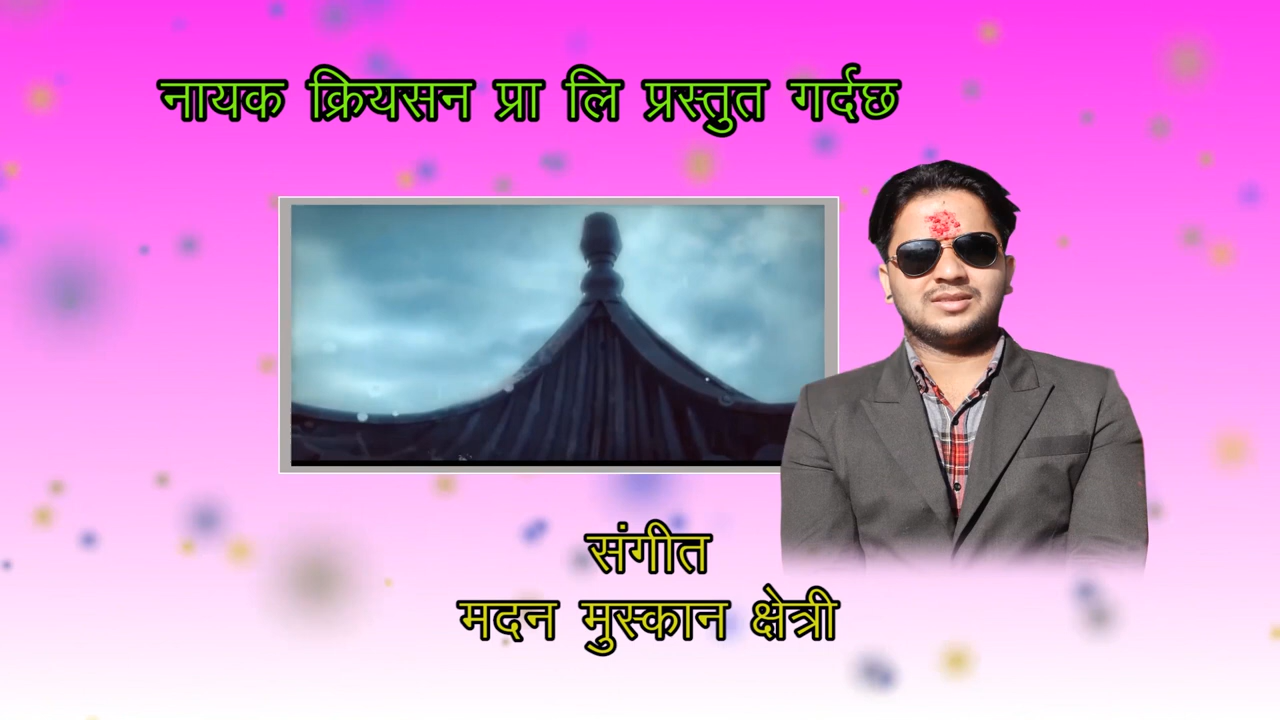 नायक क्रियसन प्रा लि प्रस्तुत गर्दछ
संगीत
मदन मुस्कान क्षेत्री